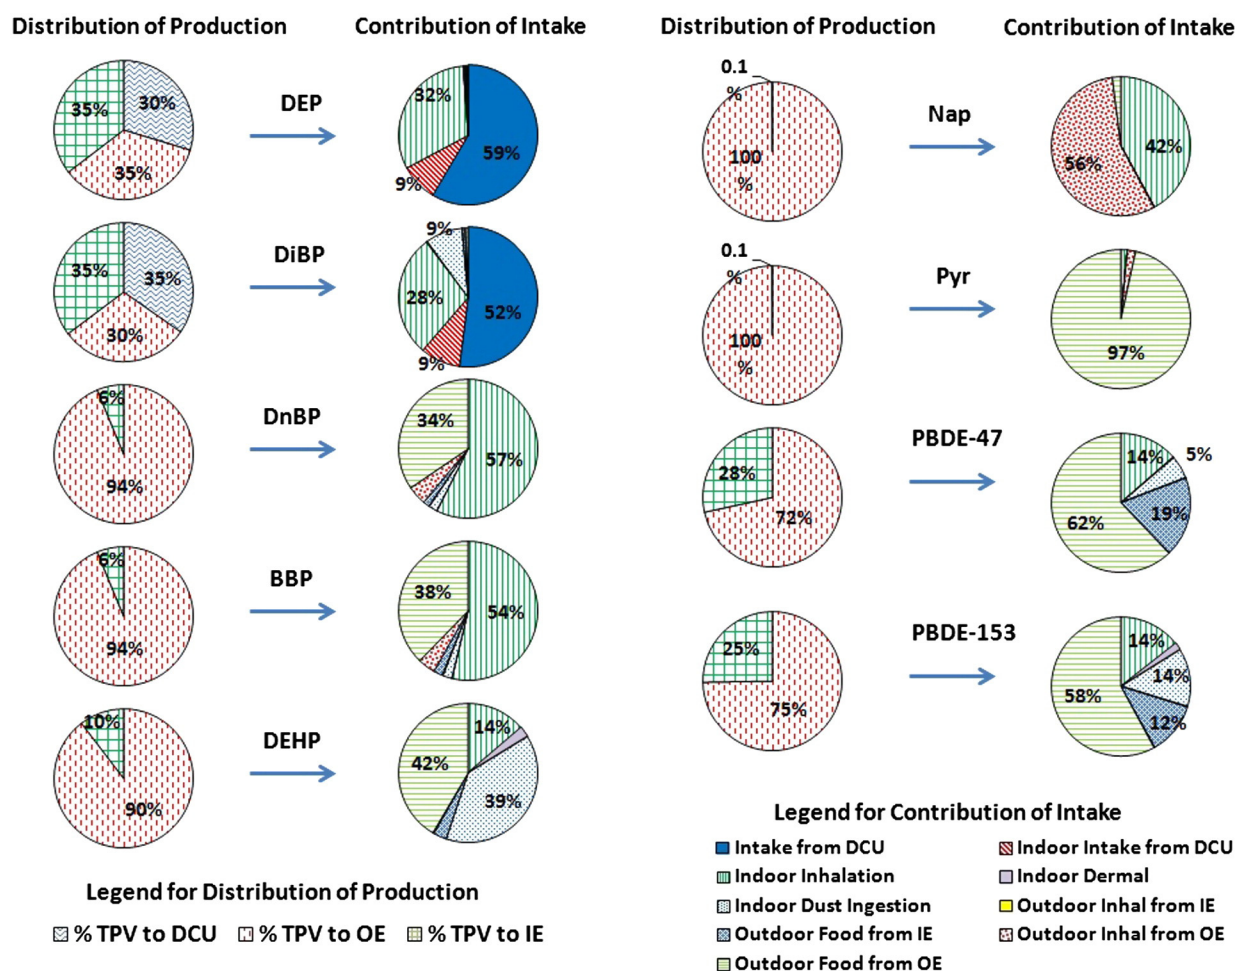 Distribution of Production
Contribution of Intake
35%
30%
35%
DEP
32%
59%
9%
35%
35%
30%
DiBP
9%
28%
52%
9%
6%
94%
DnBP
34%
57%
6%
94%
BBP
38%
54%
10%
90%
DEHP
14%
42%
39%
Legend for Distribution of Production
% TPV to DCU
% TPV to OE
% TPV to IE
Distribution of Production
Contribution of Intake
0.1
%
100
%
Nap
42%
56%
0.1
%
100
%
Pyr
97%
28%
72%
PBDE-47
14%
5%
19%
62%
25%
75%
PBDE-153
14%
14%
58%
12%
Legend for Contribution of Intake
Intake from DCU
Indoor Intake from DCU
Indoor Inhalation
Indoor Dermal
Indoor Dust Ingestion
Outdoor Inhal from IE
Outdoor Food from IE
Outdoor Inhal from OE
Outdoor Food from OE